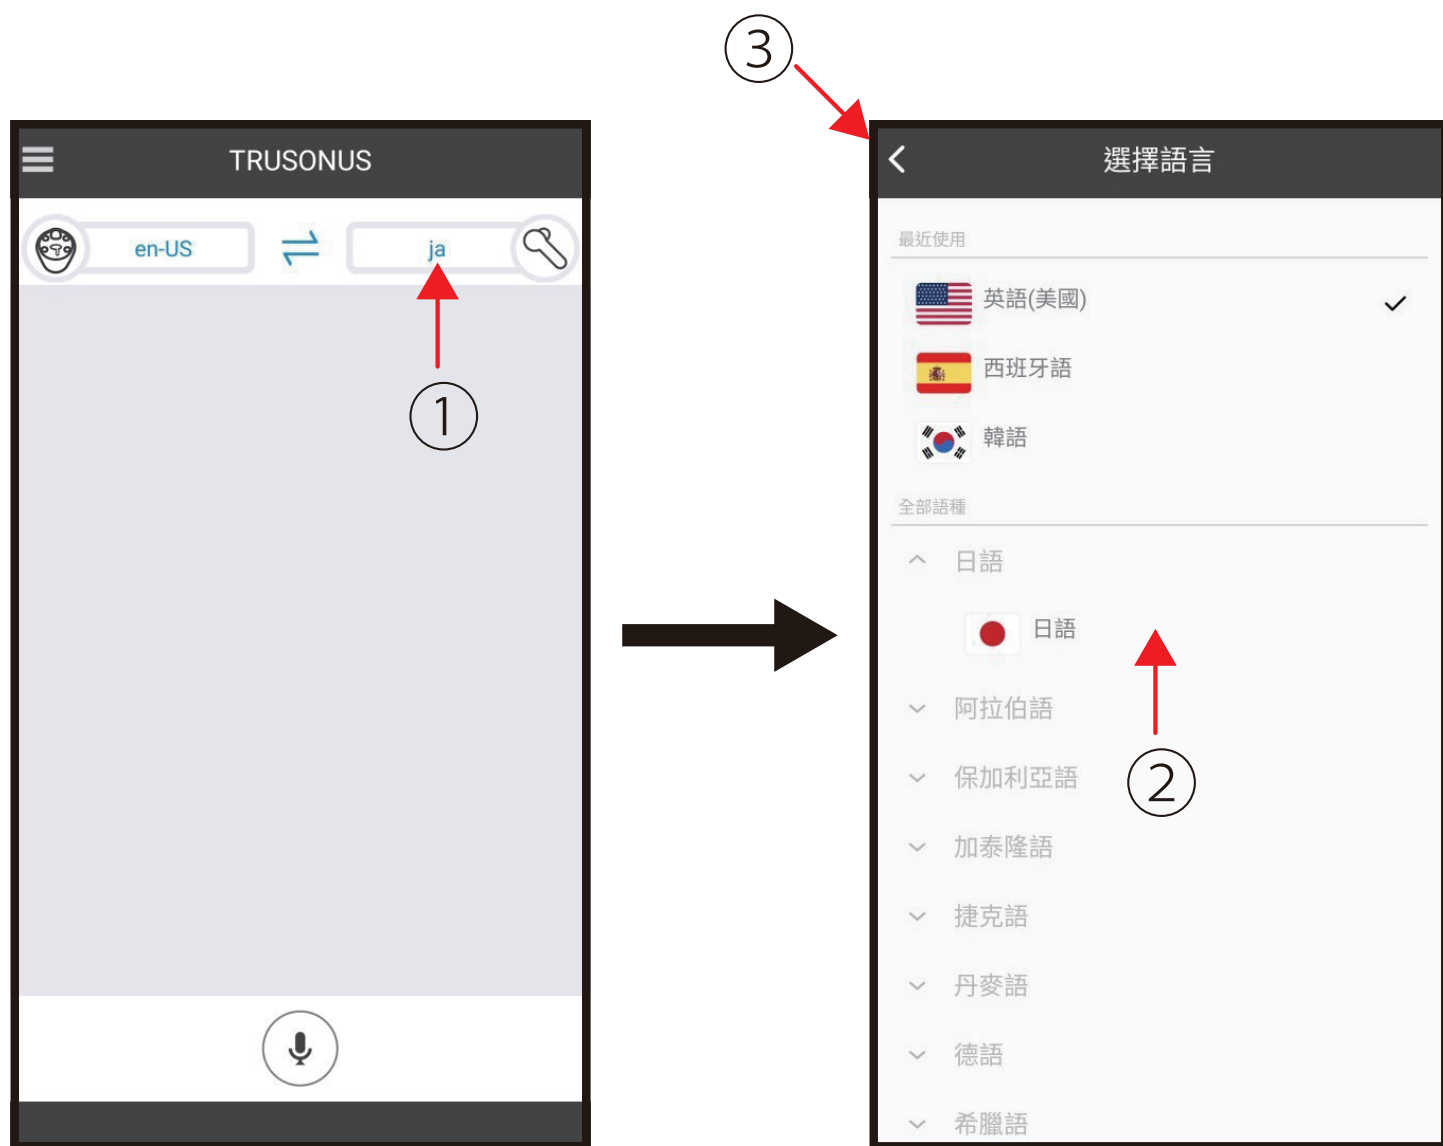 ③
TRUSONUS
en-US
ja
①
選擇語言
最近使用
英語(美國)
西班牙語
韓語
全部語種
日語
日語
阿拉伯語
保加利亞語
②
加泰隆語
捷克語
丹麥語
德語
希臘語